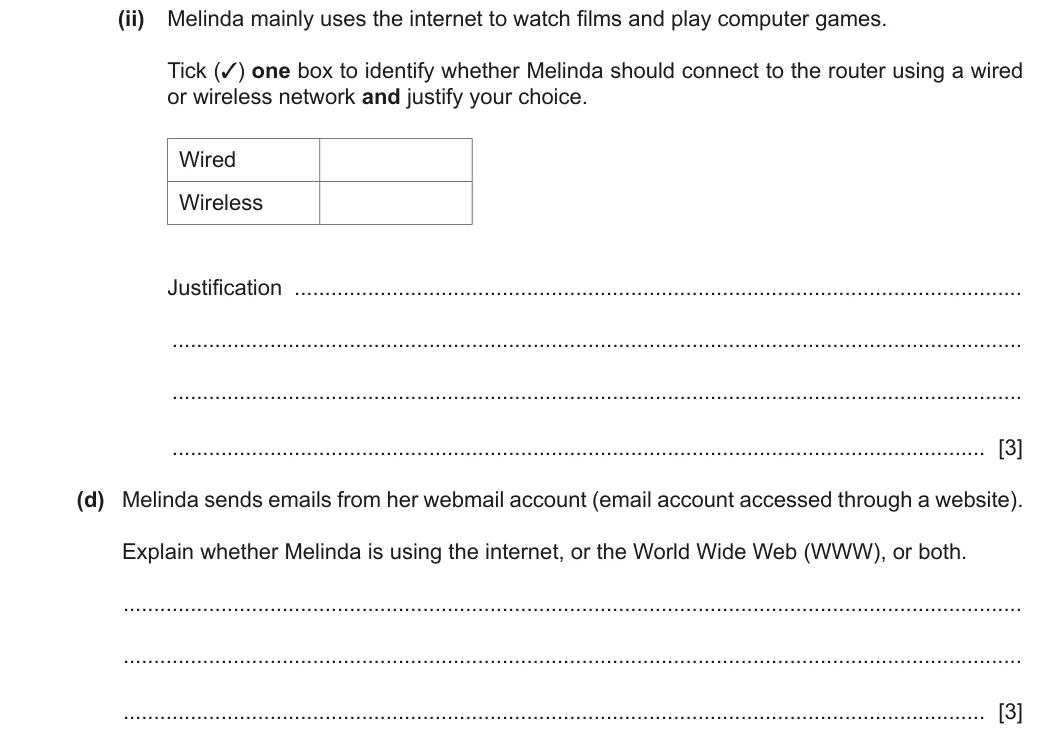 (ii) Melinda mainly uses the internet to watch films and play computer games.
Tick (✓) one box to identify whether Melinda should connect to the router using a wired
or wireless network and justify your choice.
Wired
Wireless
Justification ..........................................................................................................................
...............................................................................................................................................
...............................................................................................................................................
......................................................................................................................................... [3]
(d) Melinda sends emails from her webmail account (email account accessed through a website).
Explain whether Melinda is using the internet, or the World Wide Web (WWW), or both.
.......................................................................................................................................................
.......................................................................................................................................................
................................................................................................................................................. [3]